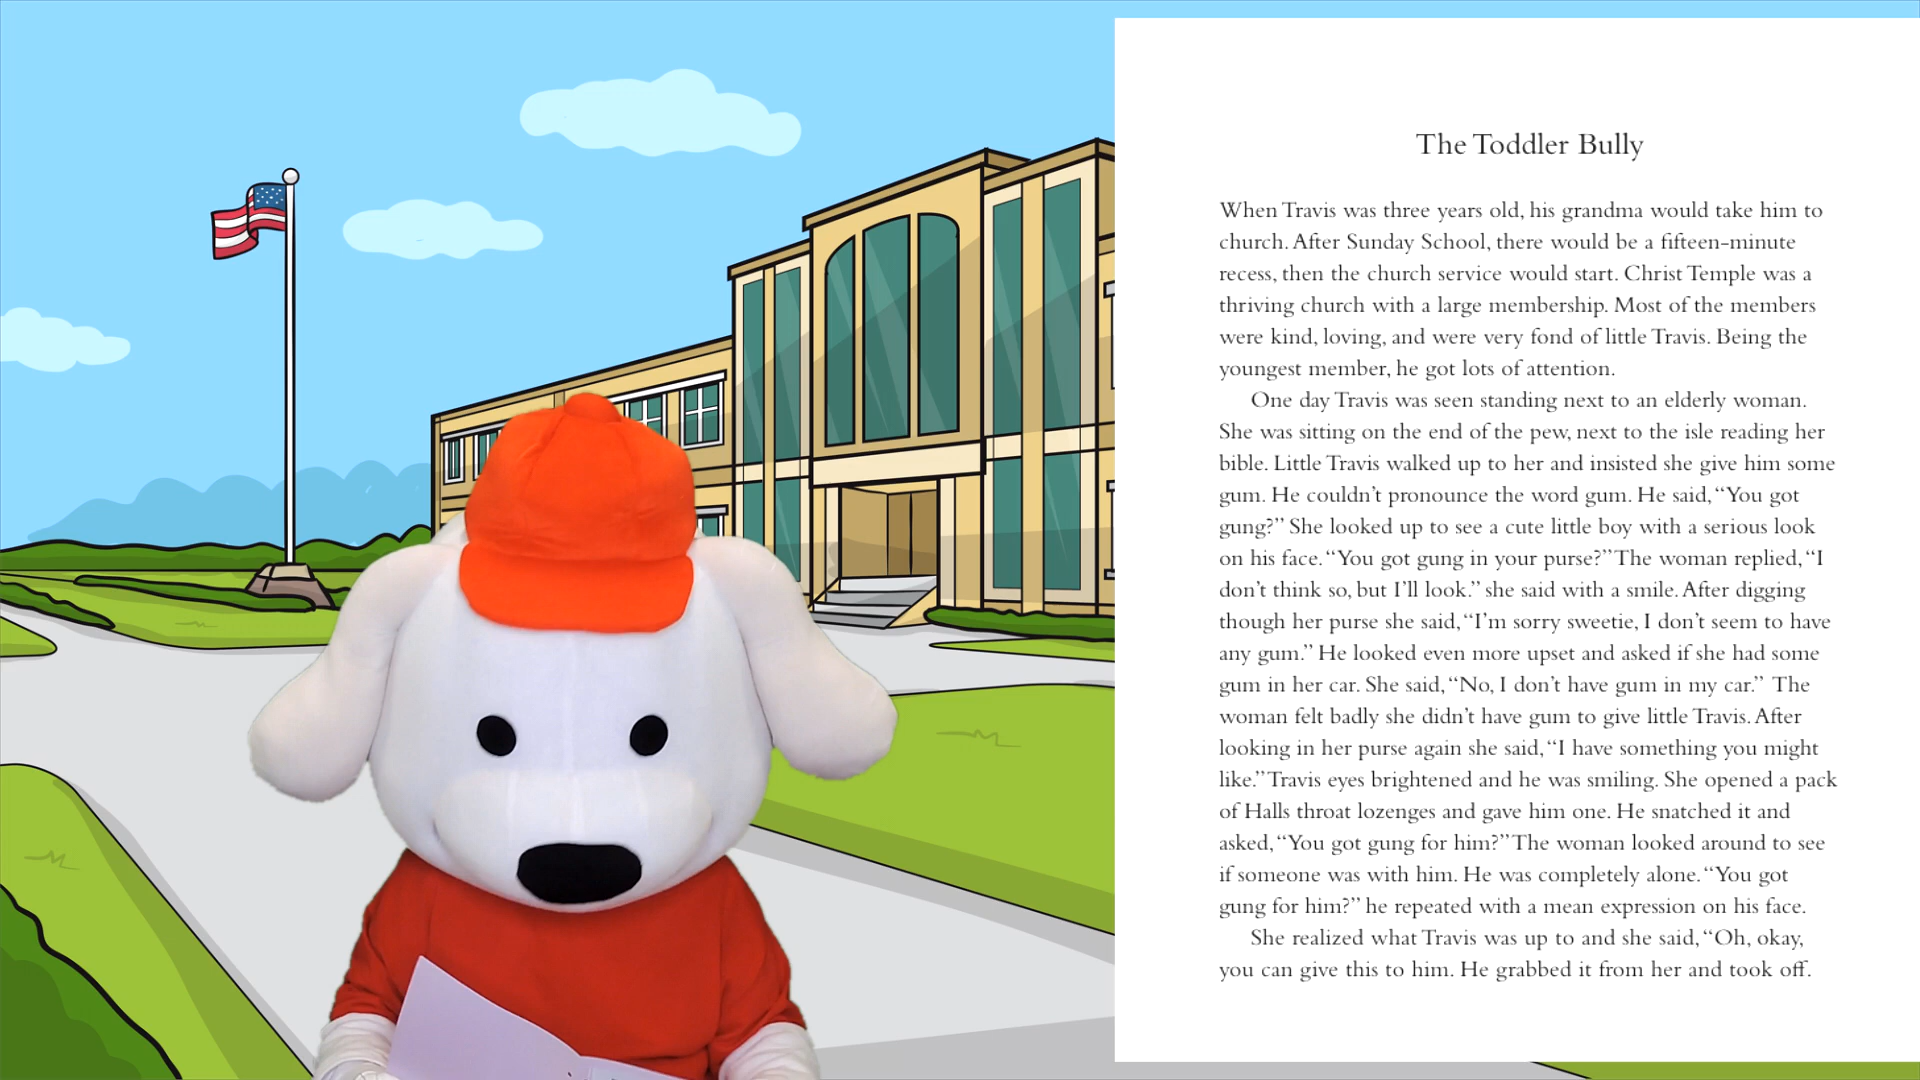 The Toddler Bully
When Travis was three years old, his grandma would take him to
church. After Sunday School, there would be a fifteen-minute
recess, then the church service would start. Christ Temple was a
thriving church with a large membership. Most of the members
were kind, loving, and were very fond of little Travis. Being the
youngest member, he got lots of attention.
One day Travis was seen standing next to an elderly woman.
She was sitting on the end of the pew, next to the isle reading her
bible. Little Travis walked up to her and insisted she give him some
gum. He couldn’t pronounce the word gum. He said, “You got
gung?” She looked up to see a cute little boy with a serious look
on his face. “You got gung in your purse?” The woman replied, “I
don’t think so, but I’ll look.” she said with a smile. After digging
though her purse she said, “I’m sorry sweetie, I don’t seem to have
any gum.” He looked even more upset and asked if she had some
gum in her car. She said, “No, I don’t have gum in my car.” The
woman felt badly she didn’t have gum to give little Travis. After
looking in her purse again she said, “I have something you might
like.” Travis eyes brightened and he was smiling. She opened a pack
of Halls throat lozenges and gave him one. He snatched it and
asked, “You got gung for him?” The woman looked around to see
if someone was with him. He was completely alone. “You got
gung for him?” he repeated with a mean expression on his face.
She realized what Travis was up to and she said, “Oh, okay,
you can give this to him. He grabbed it from her and took off.